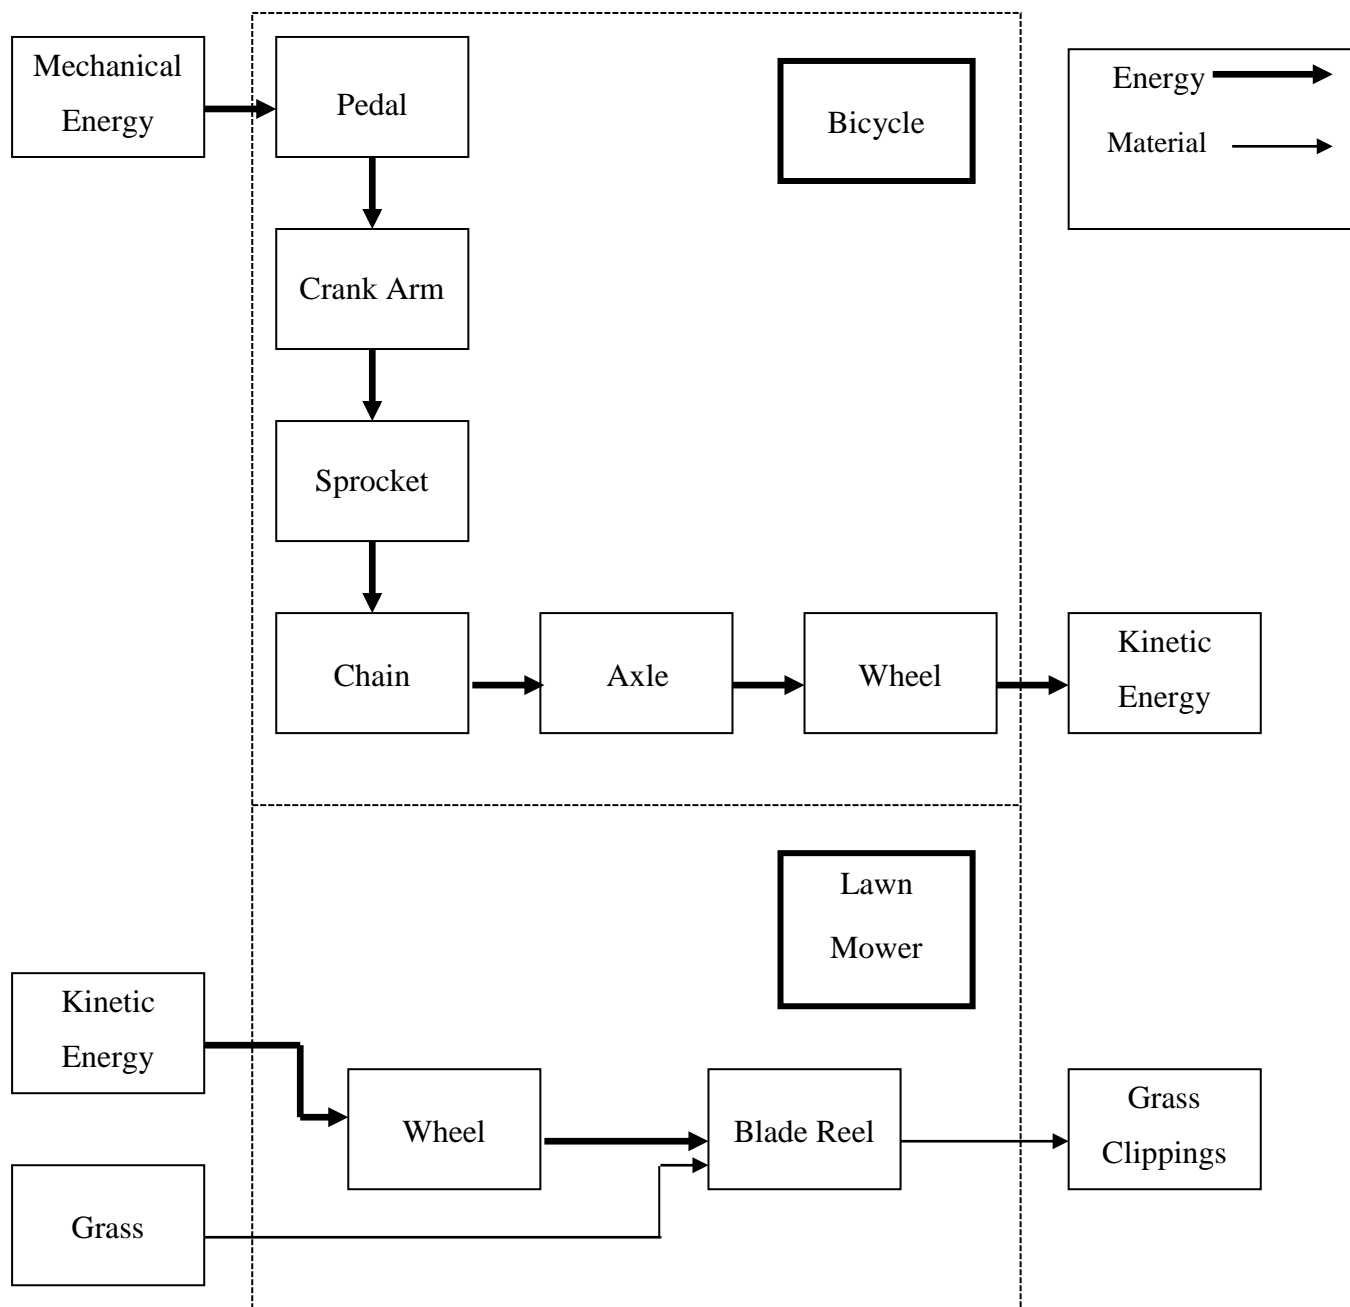 Mechanical
Energy
Pedal
Bicycle
Energy
Material
Crank Arm
Sprocket
Chain
Axle
Wheel
Kinetic
Energy
Lawn
Mower
Kinetic
Energy
Wheel
Blade Reel
Grass
Clippings
Grass